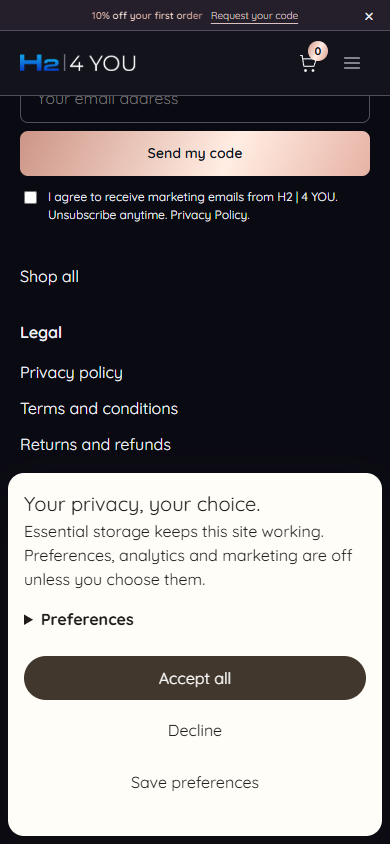 10% off your first order Request your code ×
H2|4 YOU
0
Your email address
Send my code
I agree to receive marketing emails from H2 | 4 YOU.
Unsubscribe anytime. Privacy Policy.
Shop all
Legal
Privacy policy
Terms and conditions
Returns and refunds
Your privacy, your choice.
Essential storage keeps this site working.
Preferences, analytics and marketing are off
unless you choose them.
Preferences
Accept all
Decline
Save preferences